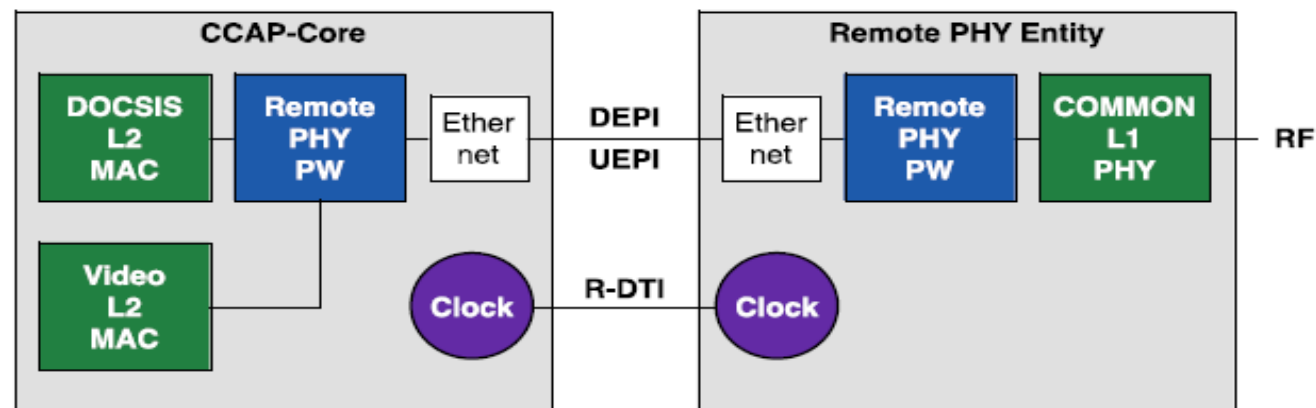 CCAP-Core
DOCSIS
L2
MAC
Remote
PHY
PW
Ether
net
Video
L2
MAC
Clock
DEPI
UEPI
R-DTI
Remote PHY Entity
Ether
net
Remote
PHY
PW
COMMON
L1
PHY
Clock
RF